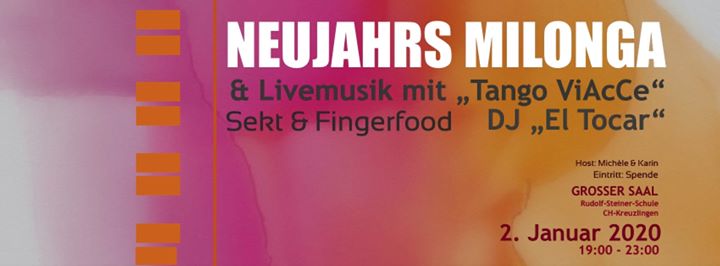 NEUJAHRS MILONGA
& Livemusik mit „Tango ViAcCe“
Sekt & Fingerfood DJ „El Tocar“
Host: Michèle & Karin
Eintritt: Spende
GROSSER SAAL
Rudolf-Steiner-Schule
CH-Kreuzlingen
2. Januar 2020
19:00 - 23:00